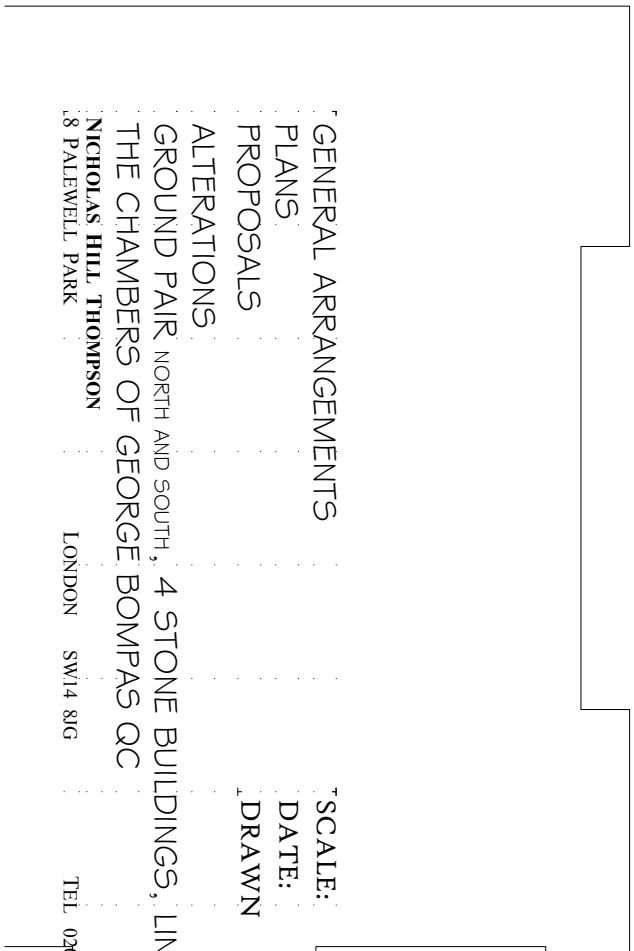 GENERAL ARRANGEMENTS SCALE:
PLANS DATE:
PROPOSALS DRAWN
ALTERATIONS
GROUND PAIR NORTH AND SOUTH, 4 STONE BUILDINGS, LIN
THE CHAMBERS OF GEORGE BOMPAS QC
NICHOLAS HILL THOMPSON
8 PALEWELL PARK LONDON SW14 8JG TEL 020